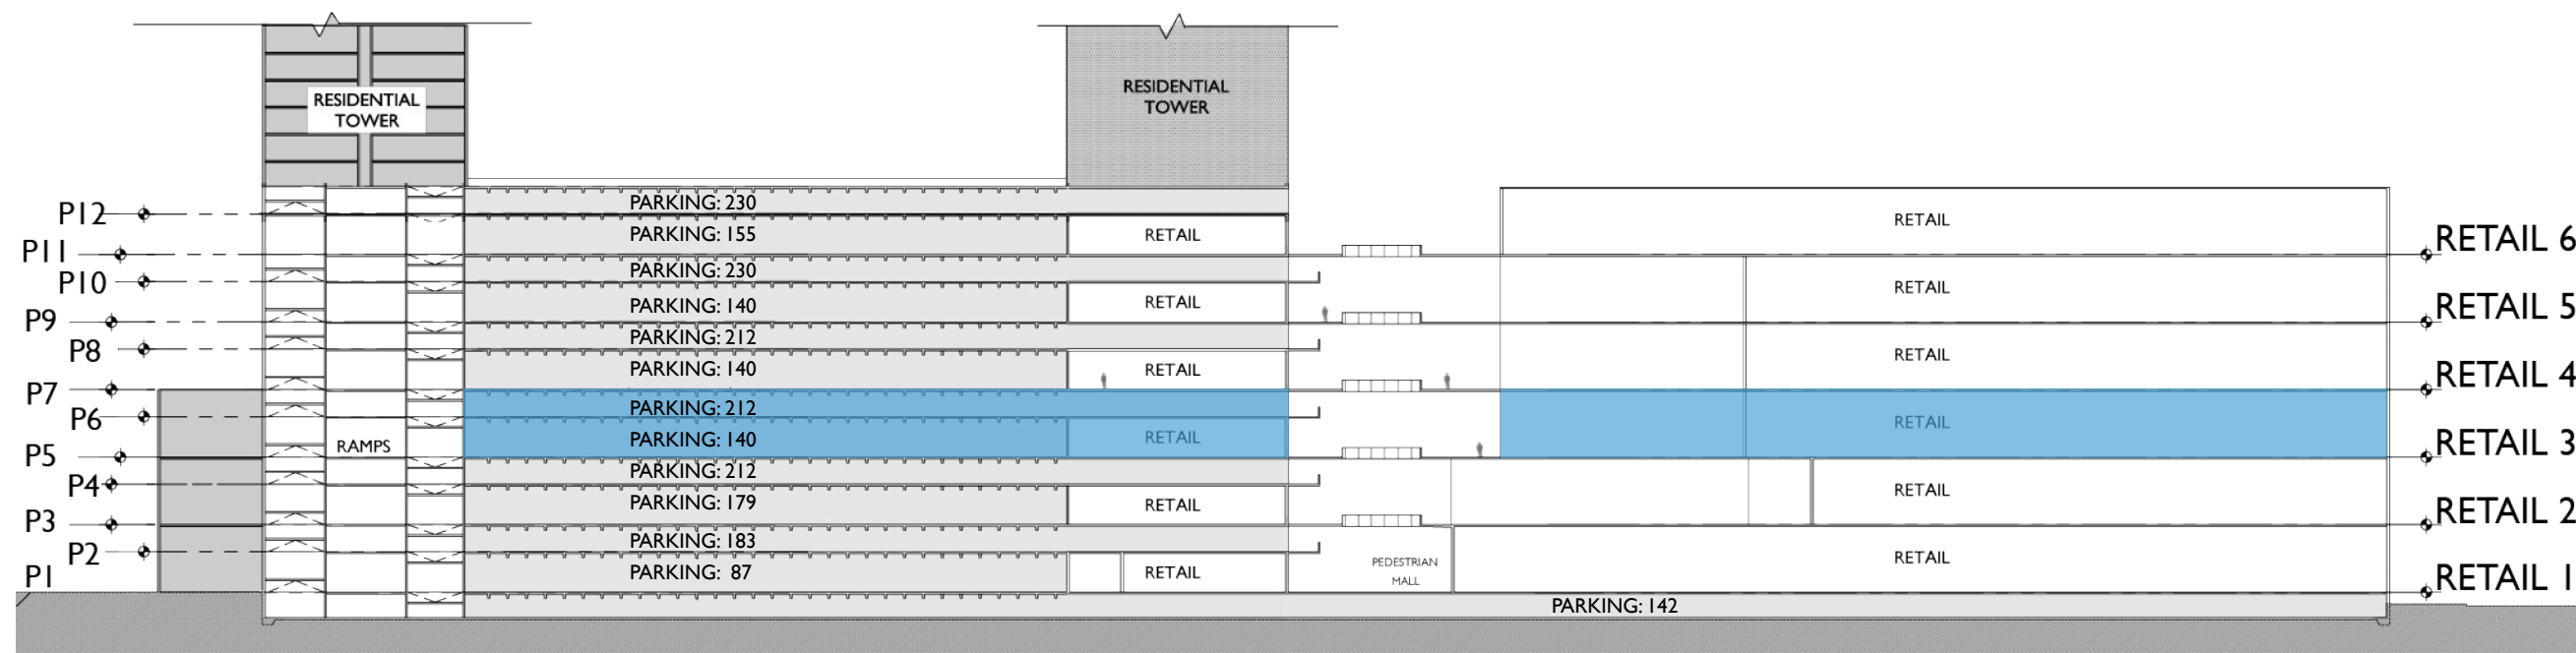 RESIDENTIAL
TOWER
RESIDENTIAL
TOWER
P12
PARKING: 230
RETAIL
PARKING: 155
RETAIL
P11
RETAIL 6
PARKING: 230
P10
RETAIL
PARKING: 140
RETAIL
P9
RETAIL 5
PARKING: 212
P8
RETAIL
PARKING: 140
RETAIL
P7
RETAIL 4
PARKING: 212
P6
RETAIL
RAMPS
PARKING: 140
RETAIL
P5
RETAIL 3
PARKING: 212
P4
RETAIL
PARKING: 179
RETAIL
P3
RETAIL 2
PARKING: 183
P2
RETAIL
PEDESTRIAN
MALL
PARKING: 87
RETAIL
P1
RETAIL 1
PARKING: 142